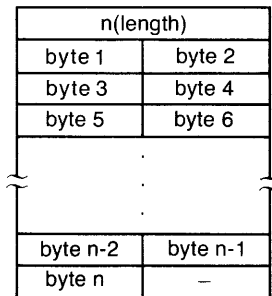 n(length)
byte 1 byte 2
byte 3 byte 4
byte 5 byte 6
.
.
.
byte n-2 byte n-1
byte n –